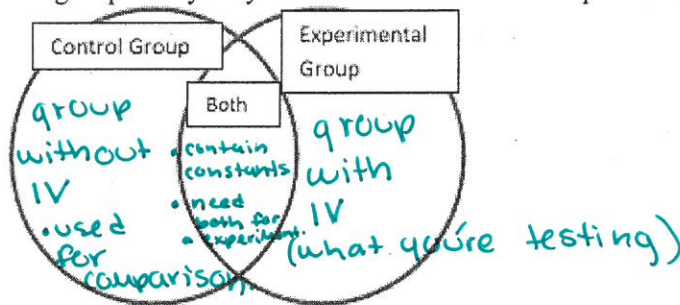 Control Group
Experimental
Group
Both
group
without
IV
• used
for
comparison.
• contain
constants
• need
both for
a experiment.
group
with
IV
(what you're testing)